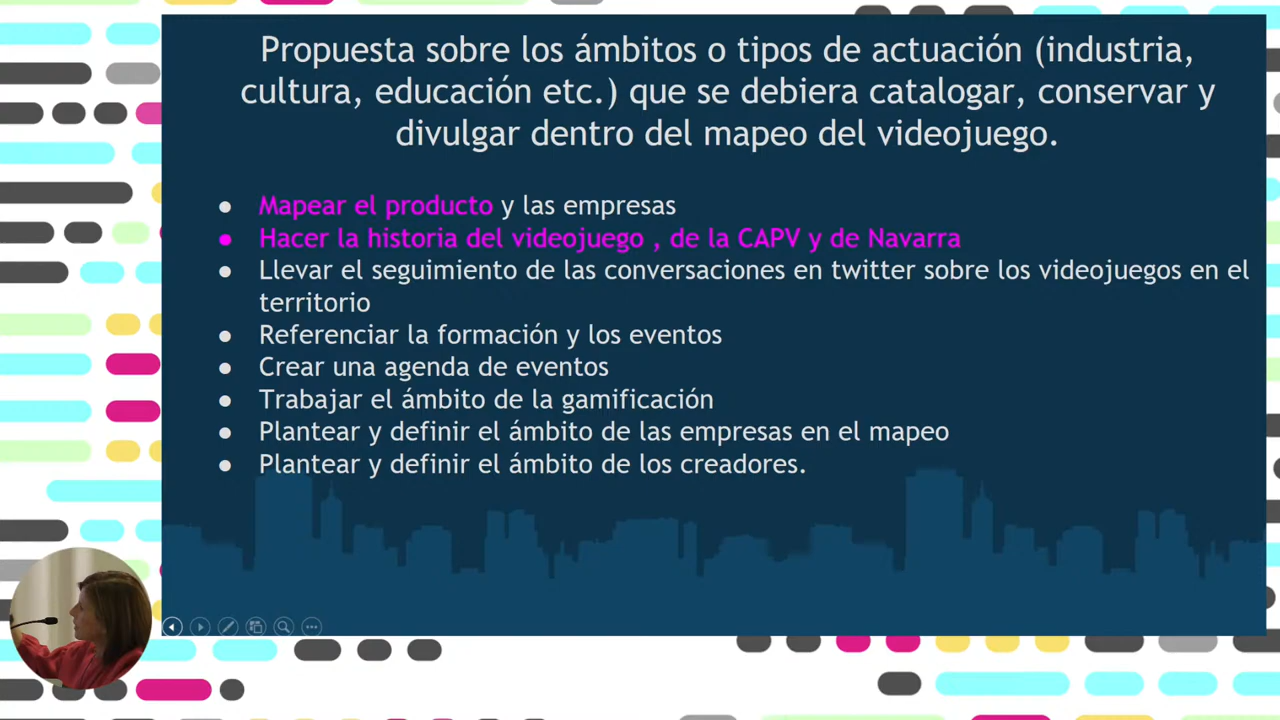 Propuesta sobre los ámbitos o tipos de actuación (industria,
cultura, educación etc.) que se debiera catalogar, conservar y
divulgar dentro del mapeo del videojuego.
● Mapear el producto y las empresas
● Hacer la historia del videojuego , de la CAPV y de Navarra
● Llevar el seguimiento de las conversaciones en twitter sobre los videojuegos en el
territorio
● Referenciar la formación y los eventos
● Crear una agenda de eventos
● Trabajar el ámbito de la gamificación
● Plantear y definir el ámbito de las empresas en el mapeo
● Plantear y definir el ámbito de los creadores.